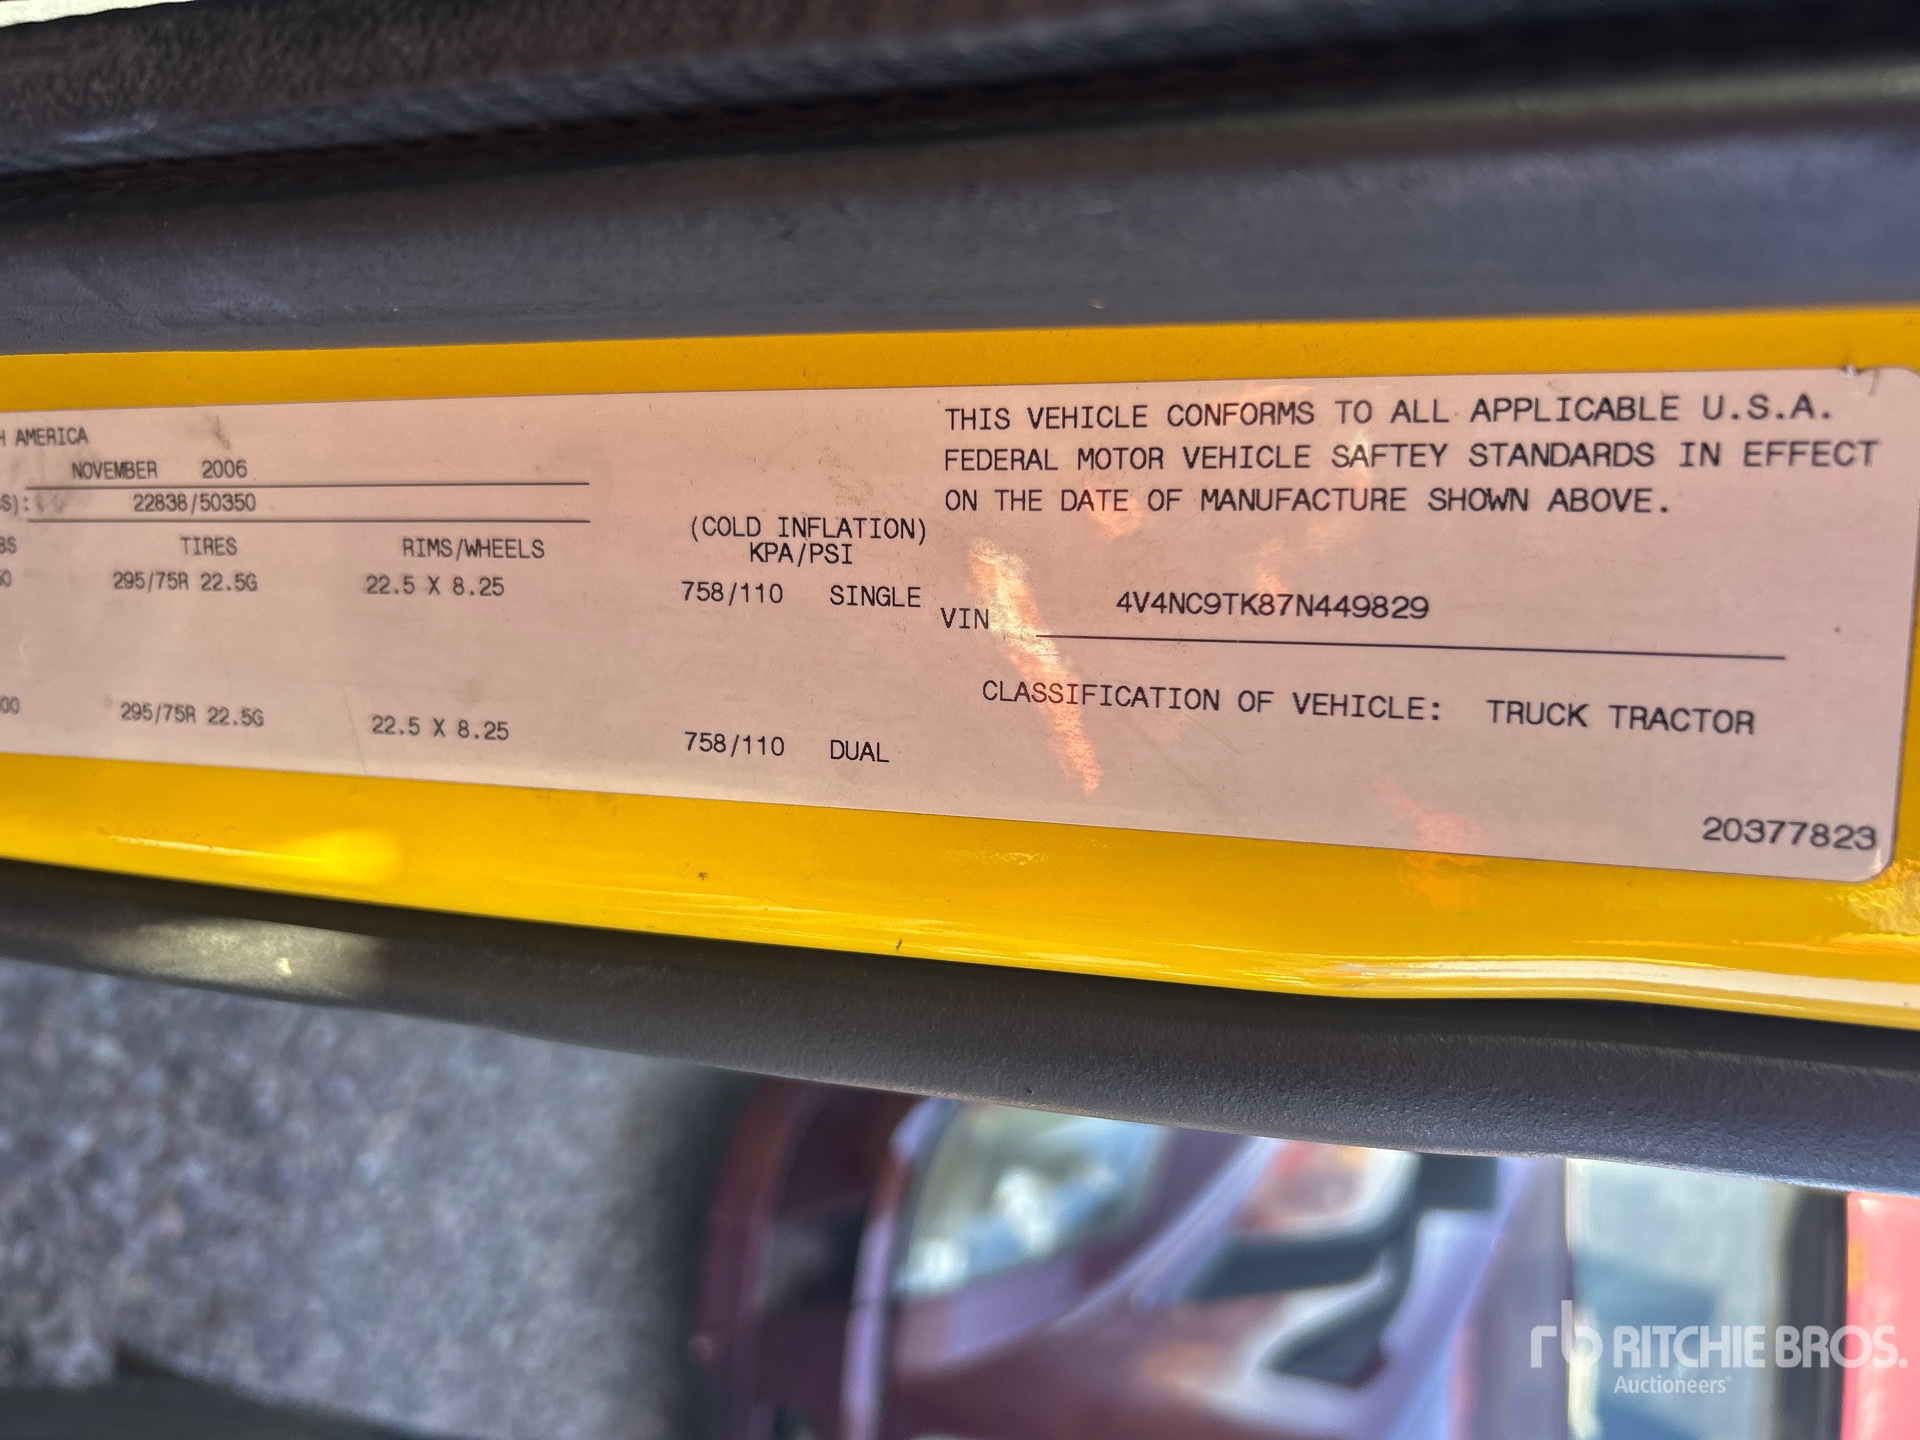 H AMERICA
NOVEMBER 2006
S): 22838/50350
BS TIRES RIMS/WHEELS (COLD INFLATION) KPA/PSI
0 295/75R 22.5G 22.5 X 8.25 758/110 SINGLE
00 295/75R 22.5G 22.5 X 8.25 758/110 DUAL
THIS VEHICLE CONFORMS TO ALL APPLICABLE U.S.A.
FEDERAL MOTOR VEHICLE SAFTEY STANDARDS IN EFFECT
ON THE DATE OF MANUFACTURE SHOWN ABOVE.
VIN 4V4NC9TK87N449829
CLASSIFICATION OF VEHICLE: TRUCK TRACTOR
20377823
rb RITCHIE BROS.
Auctioneers